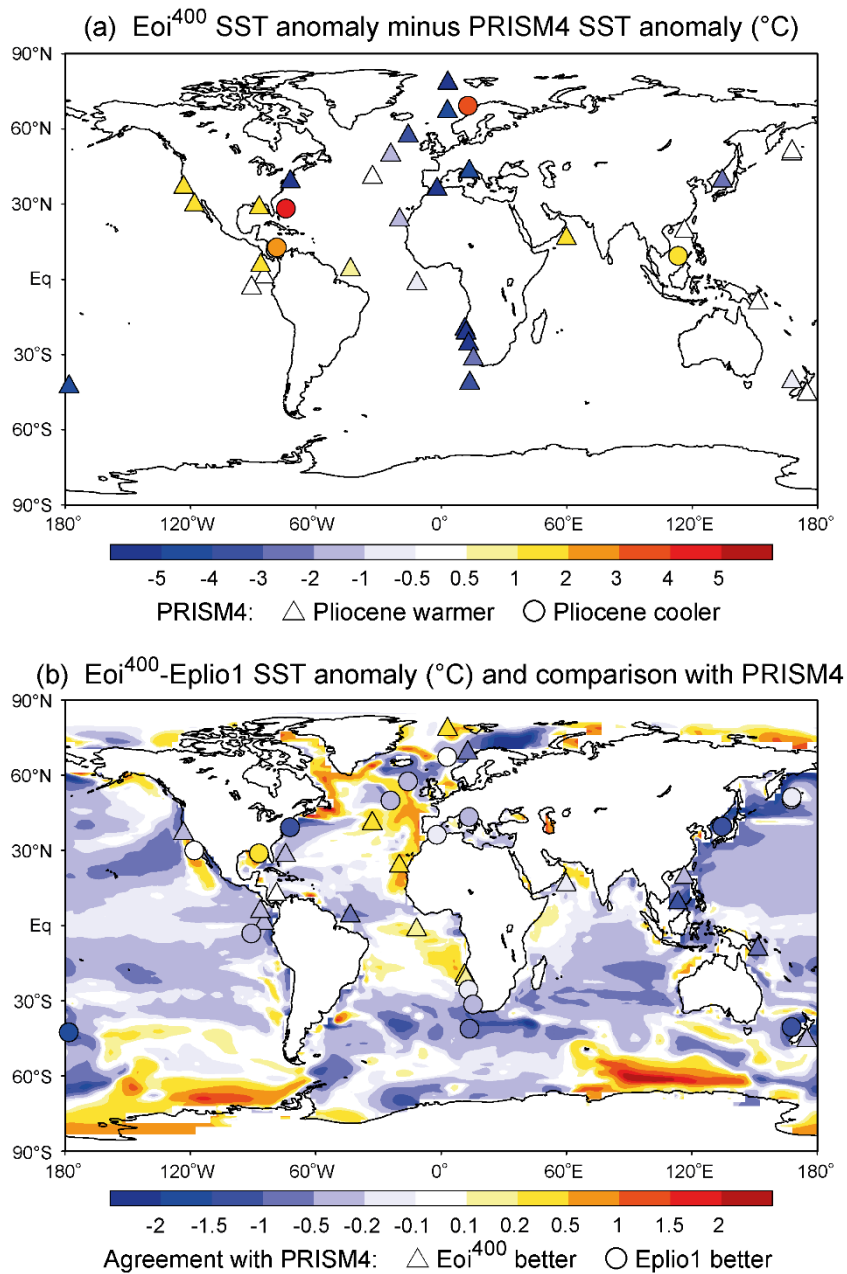 (a) Eoi⁴⁰⁰ SST anomaly minus PRISM4 SST anomaly (°C)
90°N
60°N
30°N
Eq
30°S
60°S
90°S
180° 120°W 60°W 0° 60°E 120°E 180°
-5 -4 -3 -2 -1 -0.5 0.5 1 2 3 4 5
PRISM4: △ Pliocene warmer ○ Pliocene cooler
(b) Eoi⁴⁰⁰-Eplio1 SST anomaly (°C) and comparison with PRISM4
90°N
60°N
30°N
Eq
30°S
60°S
90°S
180° 120°W 60°W 0° 60°E 120°E 180°
-2 -1.5 -1 -0.5 -0.2 -0.1 0.1 0.2 0.5 1 1.5 2
Agreement with PRISM4: △ Eoi⁴⁰⁰ better ○ Eplio1 better